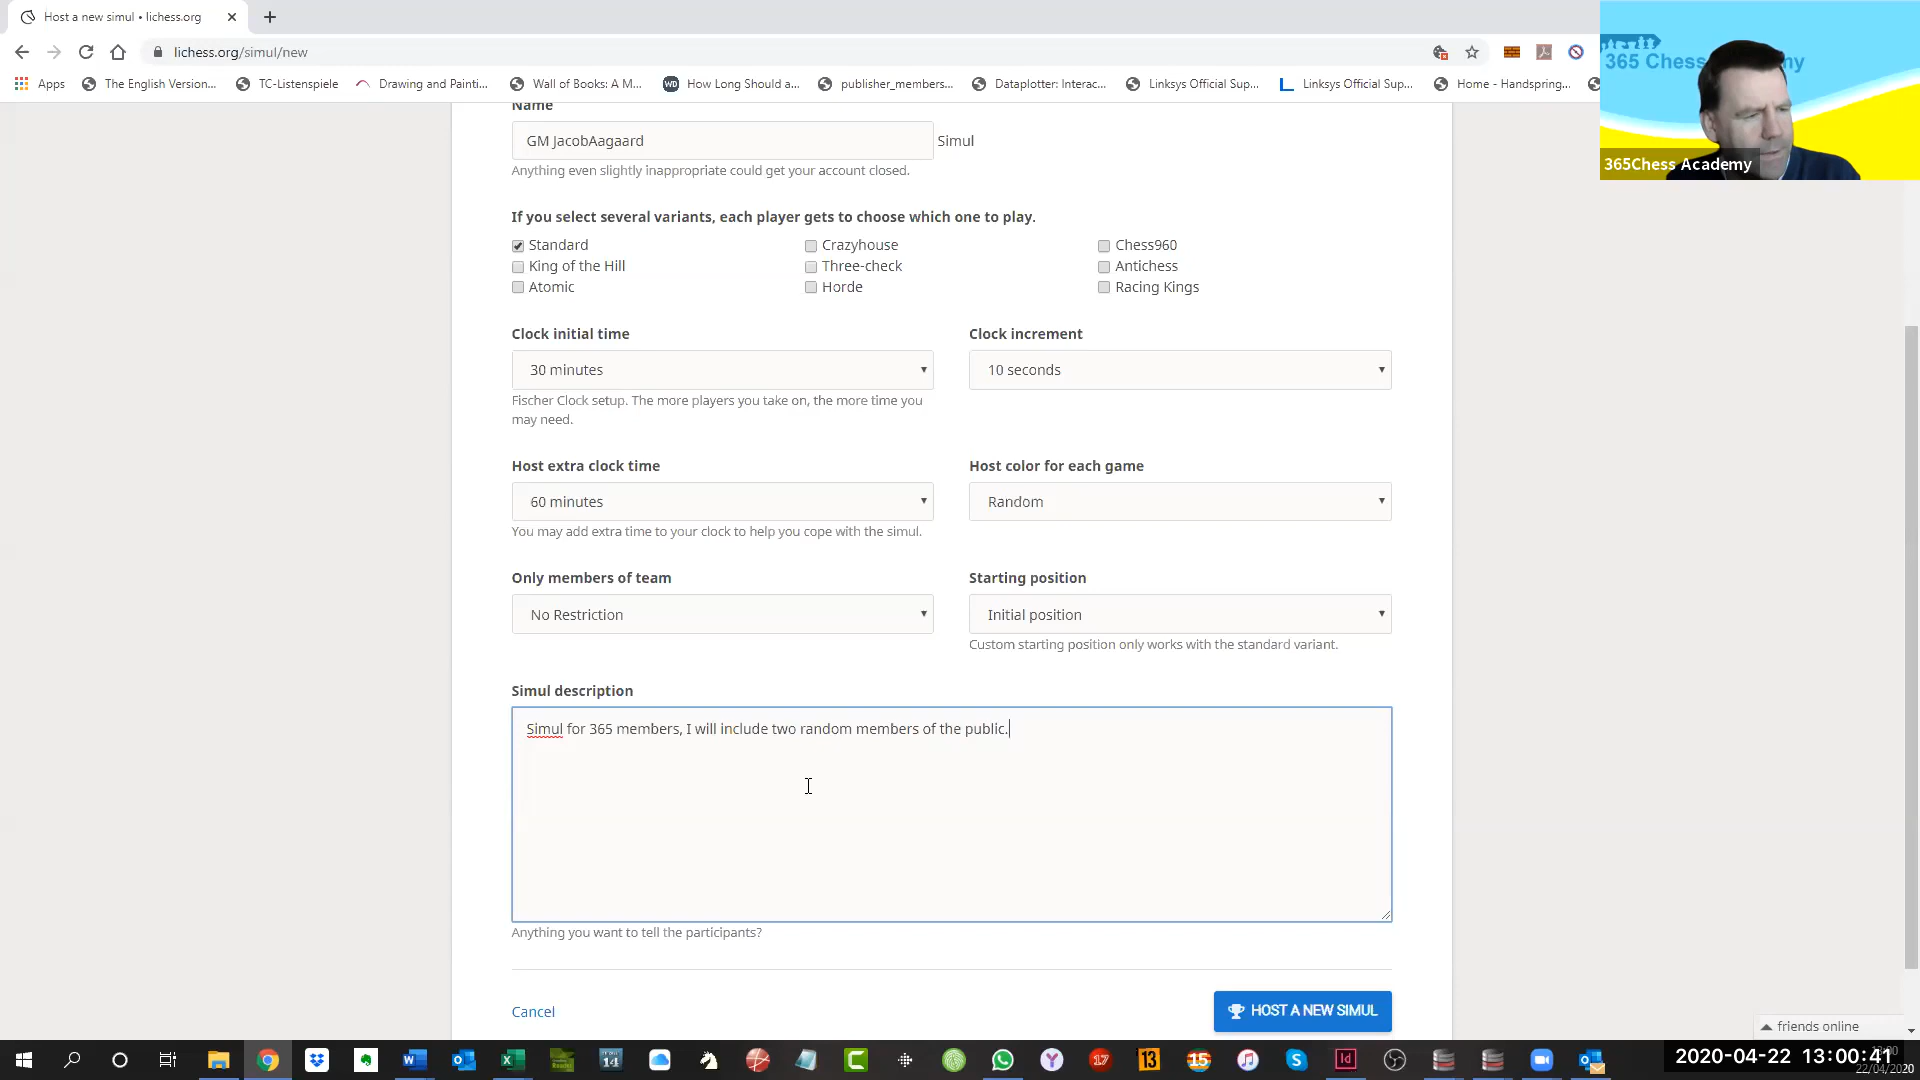 Host a new simul • lichess.org
lichess.org/simul/new
Apps
The English Version...
TC-Listenspiele
Drawing and Painti...
Wall of Books: A M...
How Long Should a...
publisher_members...
Dataplotter: Interac...
Linksys Official Sup...
Linksys Official Sup...
Home - Handspring...
365 Chess
my
365Chess Academy
Name
GM JacobAagaard
Simul
Anything even slightly inappropriate could get your account closed.
If you select several variants, each player gets to choose which one to play.
Standard
Crazyhouse
Chess960
King of the Hill
Three-check
Antichess
Atomic
Horde
Racing Kings
Clock initial time
Clock increment
30 minutes
10 seconds
Fischer Clock setup. The more players you take on, the more time you
may need.
Host extra clock time
Host color for each game
60 minutes
Random
You may add extra time to your clock to help you cope with the simul.
Only members of team
Starting position
No Restriction
Initial position
Custom starting position only works with the standard variant.
Simul description
Simul for 365 members, I will include two random members of the public.
Anything you want to tell the participants?
Cancel
HOST A NEW SIMUL
friends online
2020-04-22 13:00:41
22/04/2020